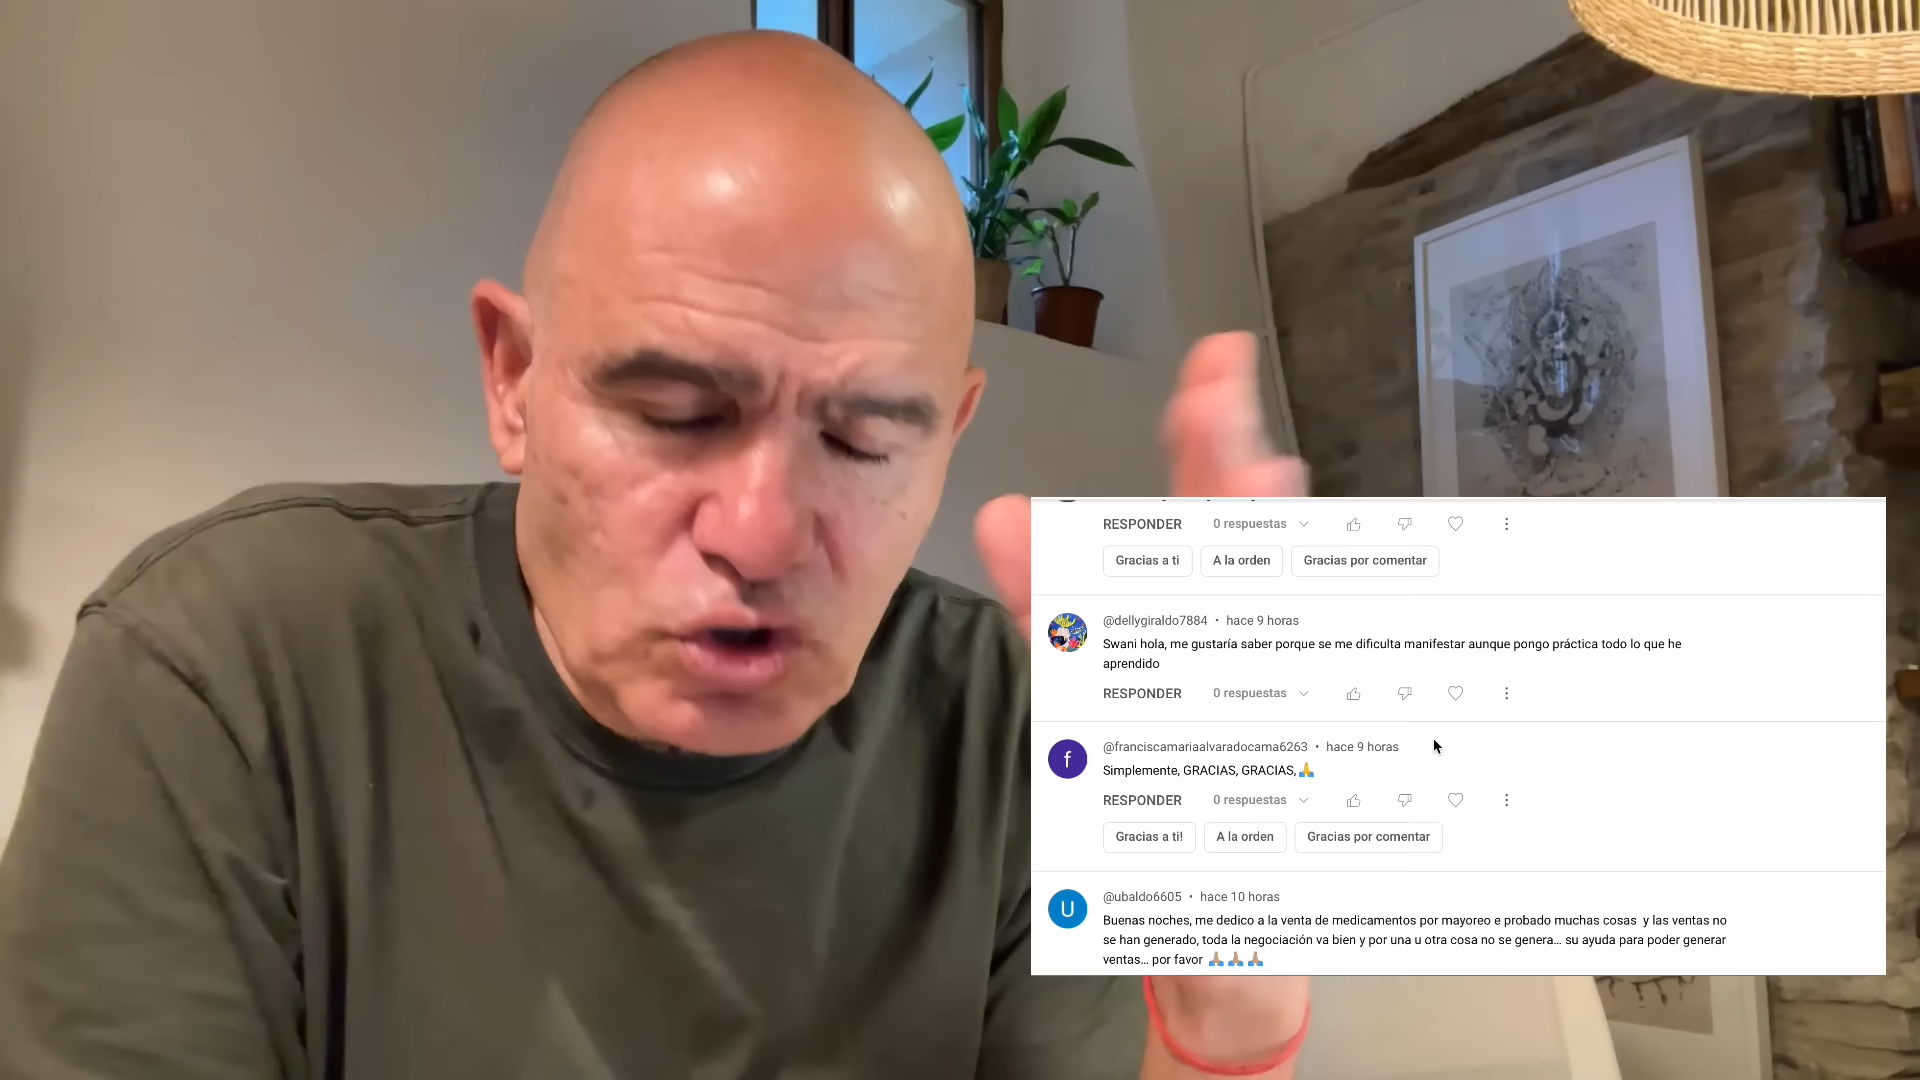 RESPONDER 0 respuestas
Gracias a ti A la orden Gracias por comentar
@dellygiraldo7884 • hace 9 horas
Swani hola, me gustaría saber porque se me dificulta manifestar aunque pongo práctica todo lo que he
aprendido
RESPONDER 0 respuestas
f
@franciscamariaalvaradocama6263 • hace 9 horas
Simplemente, GRACIAS, GRACIAS,🙏
RESPONDER 0 respuestas
Gracias a ti! A la orden Gracias por comentar
U
@ubaldo6605 • hace 10 horas
Buenas noches, me dedico a la venta de medicamentos por mayoreo e probado muchas cosas y las ventas no
se han generado, toda la negociación va bien y por una u otra cosa no se genera... su ayuda para poder generar
ventas... por favor 🙏🏽🙏🏽🙏🏽